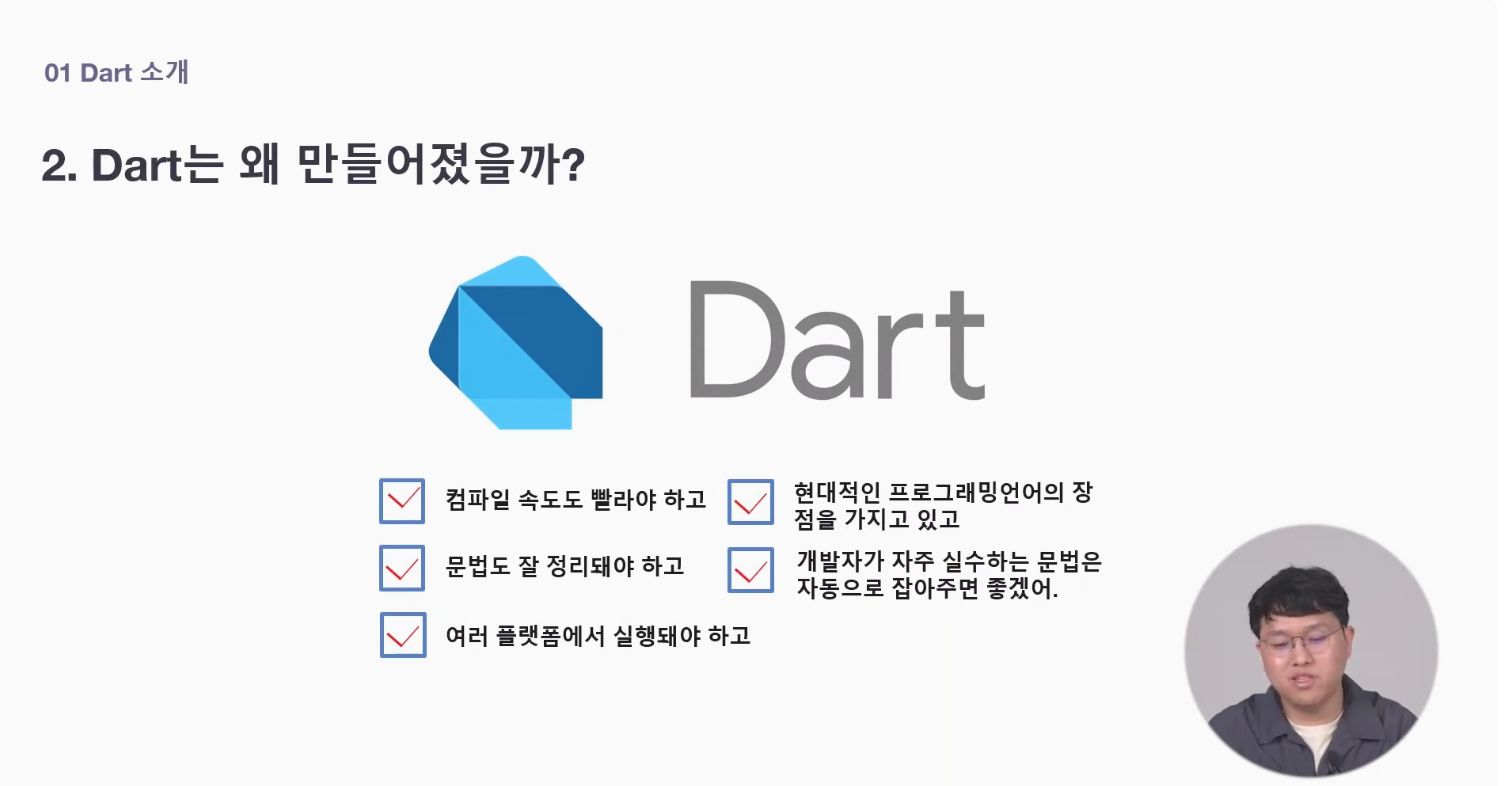 01 Dart 소개
2. Dart는 왜 만들어졌을까?
Dart
컴파일 속도도 빨라야 하고
문법도 잘 정리돼야 하고
여러 플랫폼에서 실행돼야 하고
현대적인 프로그래밍언어의 장
점을 가지고 있고
개발자가 자주 실수하는 문법은
자동으로 잡아주면 좋겠어.